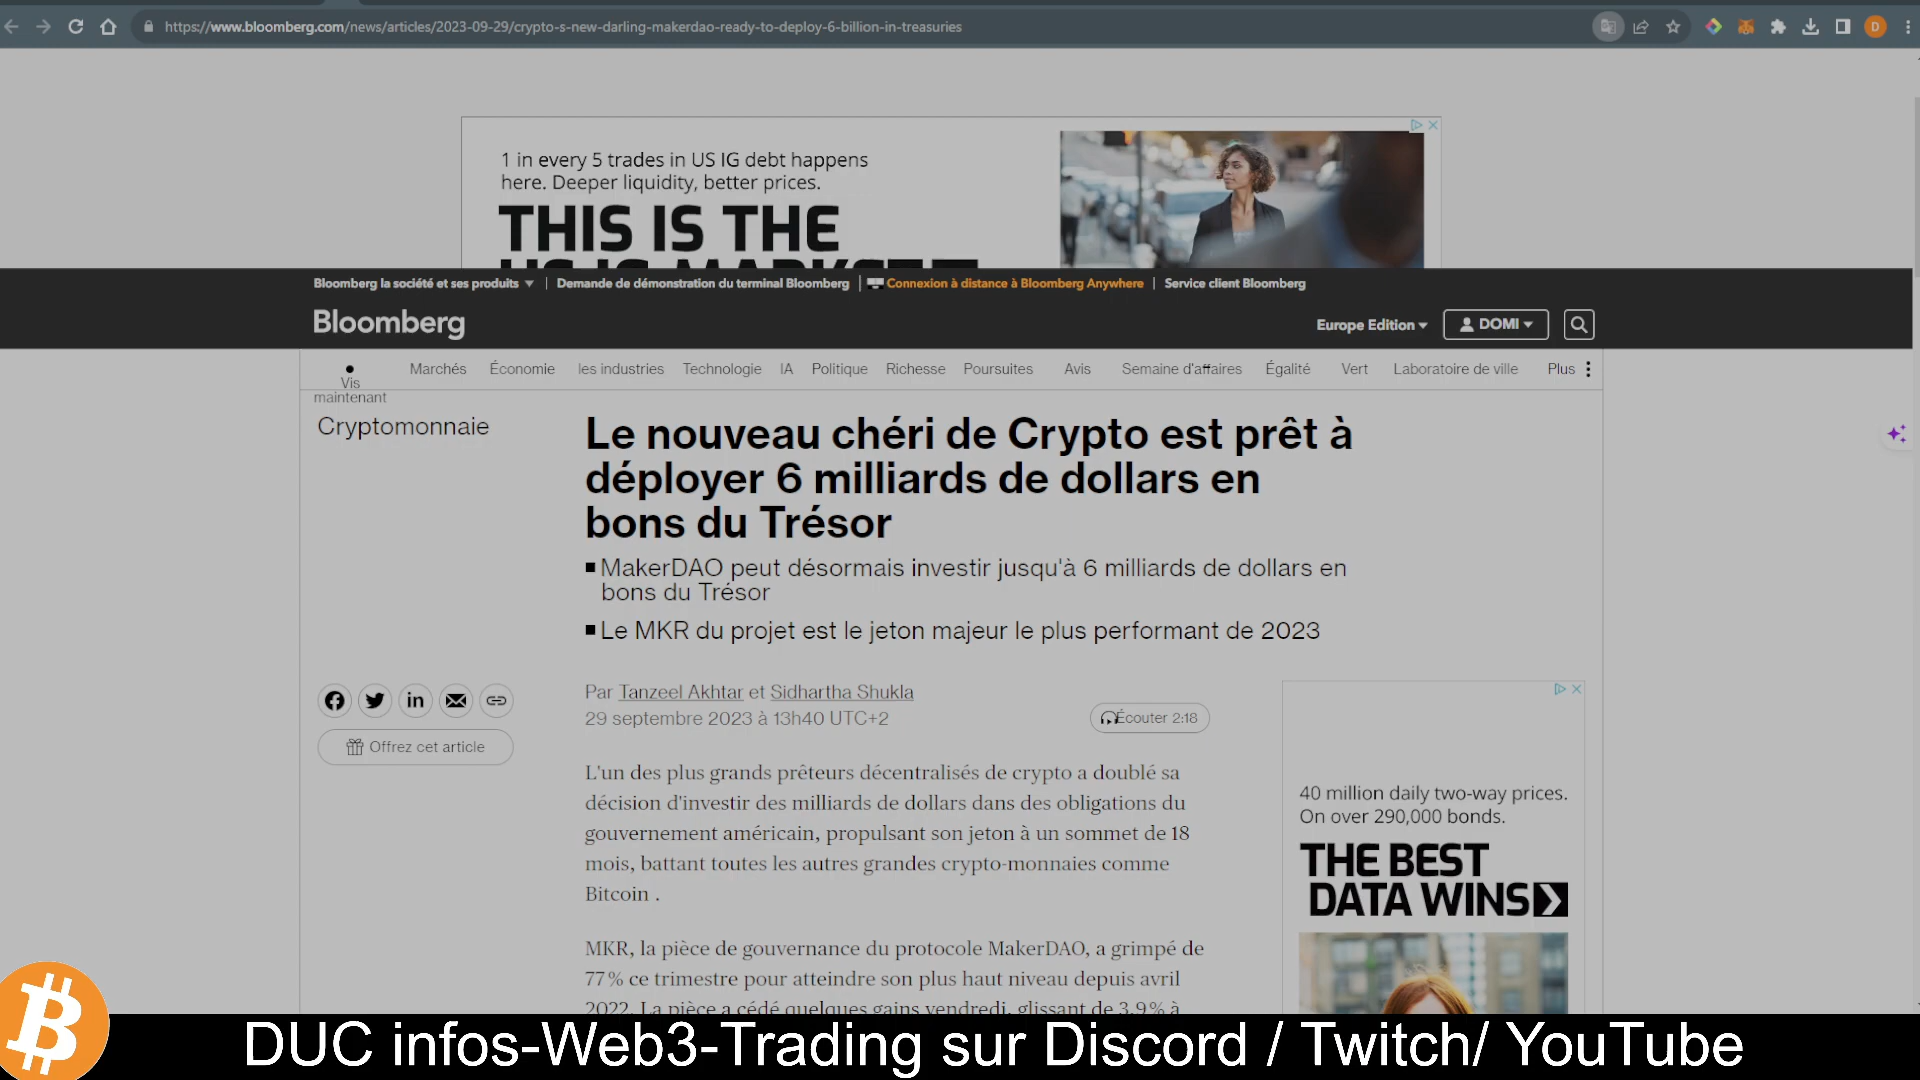 https://www.bloomberg.com/news/articles/2023-09-29/crypto-s-new-darling-makerdao-ready-to-deploy-6-billion-in-treasuries
D
1 in every 5 trades in US IG debt happens
here. Deeper liquidity, better prices.
THIS IS THE
Bloomberg la société et ses produits
Demande de démonstration du terminal Bloomberg
Connexion à distance à Bloomberg Anywhere
Service client Bloomberg
Bloomberg
Europe Edition
DOMI
Vis
maintenant
Marchés
Économie
les industries
Technologie
IA
Politique
Richesse
Poursuites
Avis
Semaine d'affaires
Égalité
Vert
Laboratoire de ville
Plus
Cryptomonnaie
Le nouveau chéri de Crypto est prêt à
déployer 6 milliards de dollars en
bons du Trésor
MakerDAO peut désormais investir jusqu'à 6 milliards de dollars en
bons du Trésor
Le MKR du projet est le jeton majeur le plus performant de 2023
Par Tanzeel Akhtar et Sidhartha Shukla
29 septembre 2023 à 13h40 UTC+2
Écouter 2:18
Offrez cet article
L'un des plus grands prêteurs décentralisés de crypto a doublé sa
décision d'investir des milliards de dollars dans des obligations du
gouvernement américain, propulsant son jeton à un sommet de 18
mois, battant toutes les autres grandes crypto-monnaies comme
Bitcoin .
MKR, la pièce de gouvernance du protocole MakerDAO, a grimpé de
77% ce trimestre pour atteindre son plus haut niveau depuis avril
2022. La pièce a cédé quelques gains vendredi, glissant de 3,9% à
40 million daily two-way prices.
On over 290,000 bonds.
THE BEST
DATA WINS
DUC infos-Web3-Trading sur Discord / Twitch/ YouTube